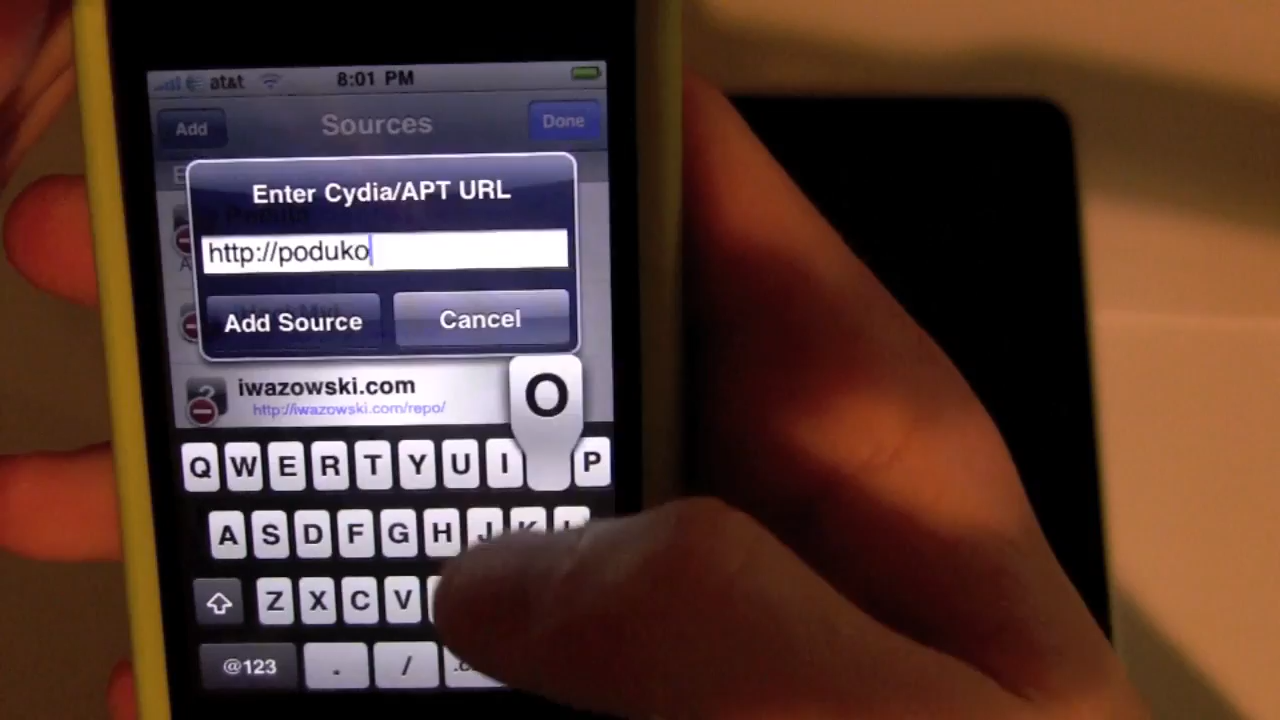 at&t 8:01 PM
Add Sources Done
Enter Cydia/APT URL
http://poduko
Add Source Cancel
iwazowski.com
http://iwazowski.com/repo/
O
Q W E R T Y U I P
A S D F G H J K L
Z X C V
@123 . /